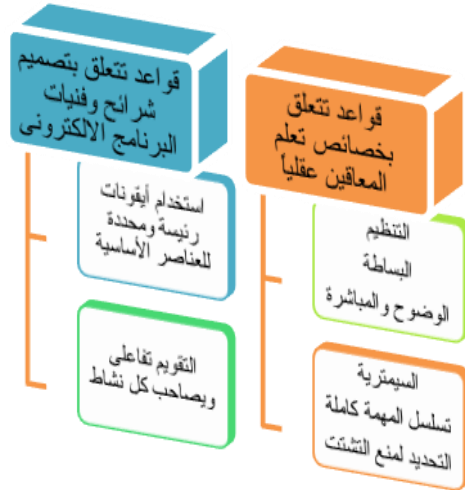 قواعد تتعلق
بخصائص تعلم
المعاقين عقلياً
التنظيم
البساطة
الوضوح والمباشرة
السيمترية
تسلسل المهمة كاملة
التحديد لمنع التشتت
قواعد تتعلق بتصميم
شرائح وفنيات
البرنامج الالكترونى
استخدام أيقونات
رئيسة ومحددة
للعناصر الأساسية
التقويم تفاعلى
ويصاحب كل نشاط